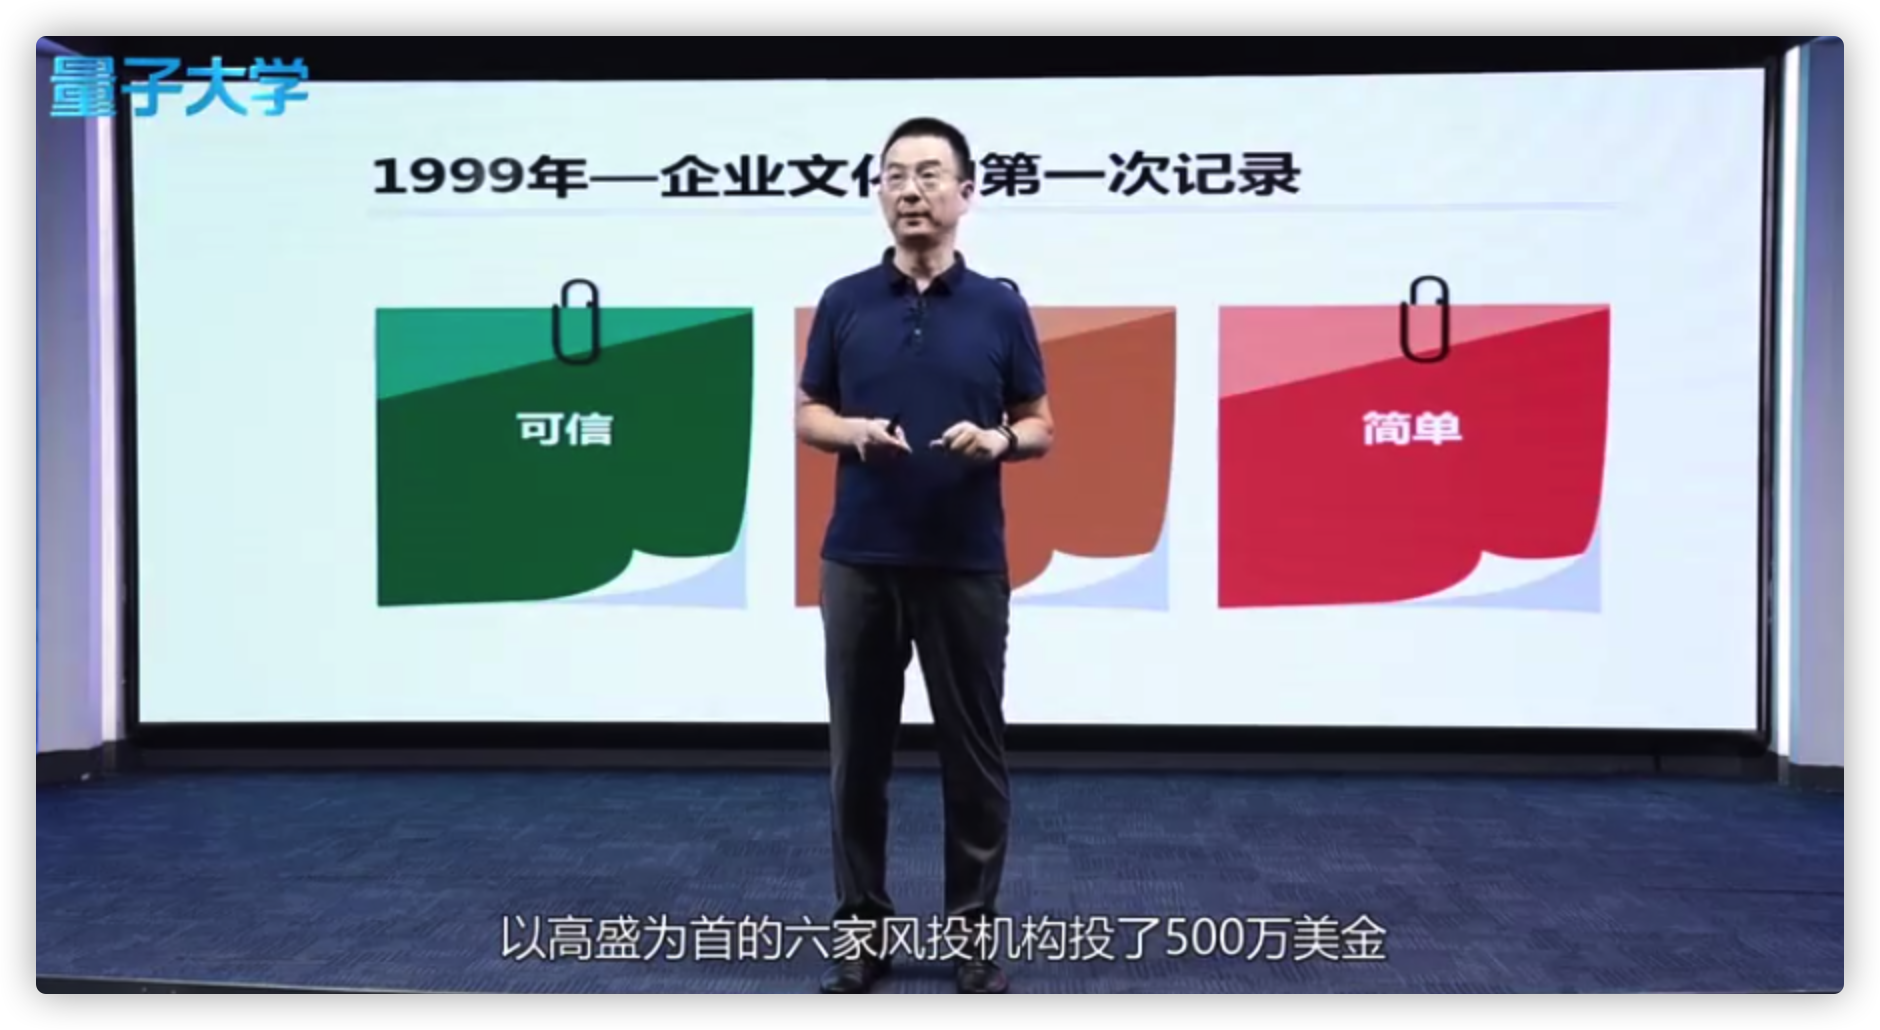 量子大学
1999年—企业文 第一次记录
可信
简单
以高盛为首的六家风投机构投了500万美金